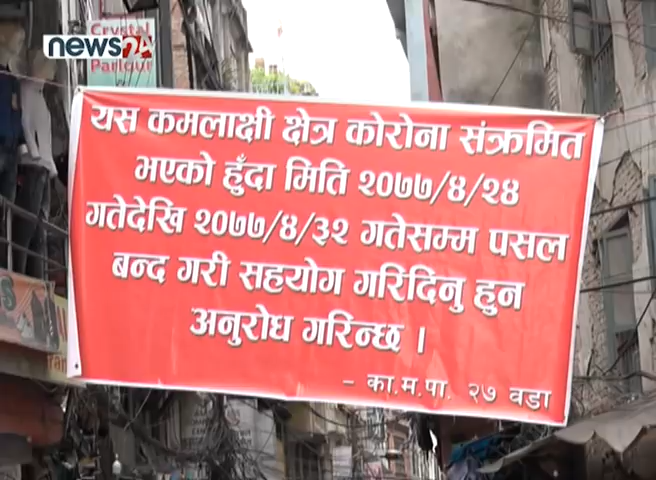 news24
Crystal
Parlour
यस कमलाक्षी क्षेत्र कोरोना संक्रमित
भएको हुँदा मिति २०७७/४/२४
गतेदेखि २०७७/४/३२ गतेसम्म पसल
बन्द गरी सहयोग गरिदिनु हुन
अनुरोध गरिन्छ ।
- का.म.पा. २७ वडा